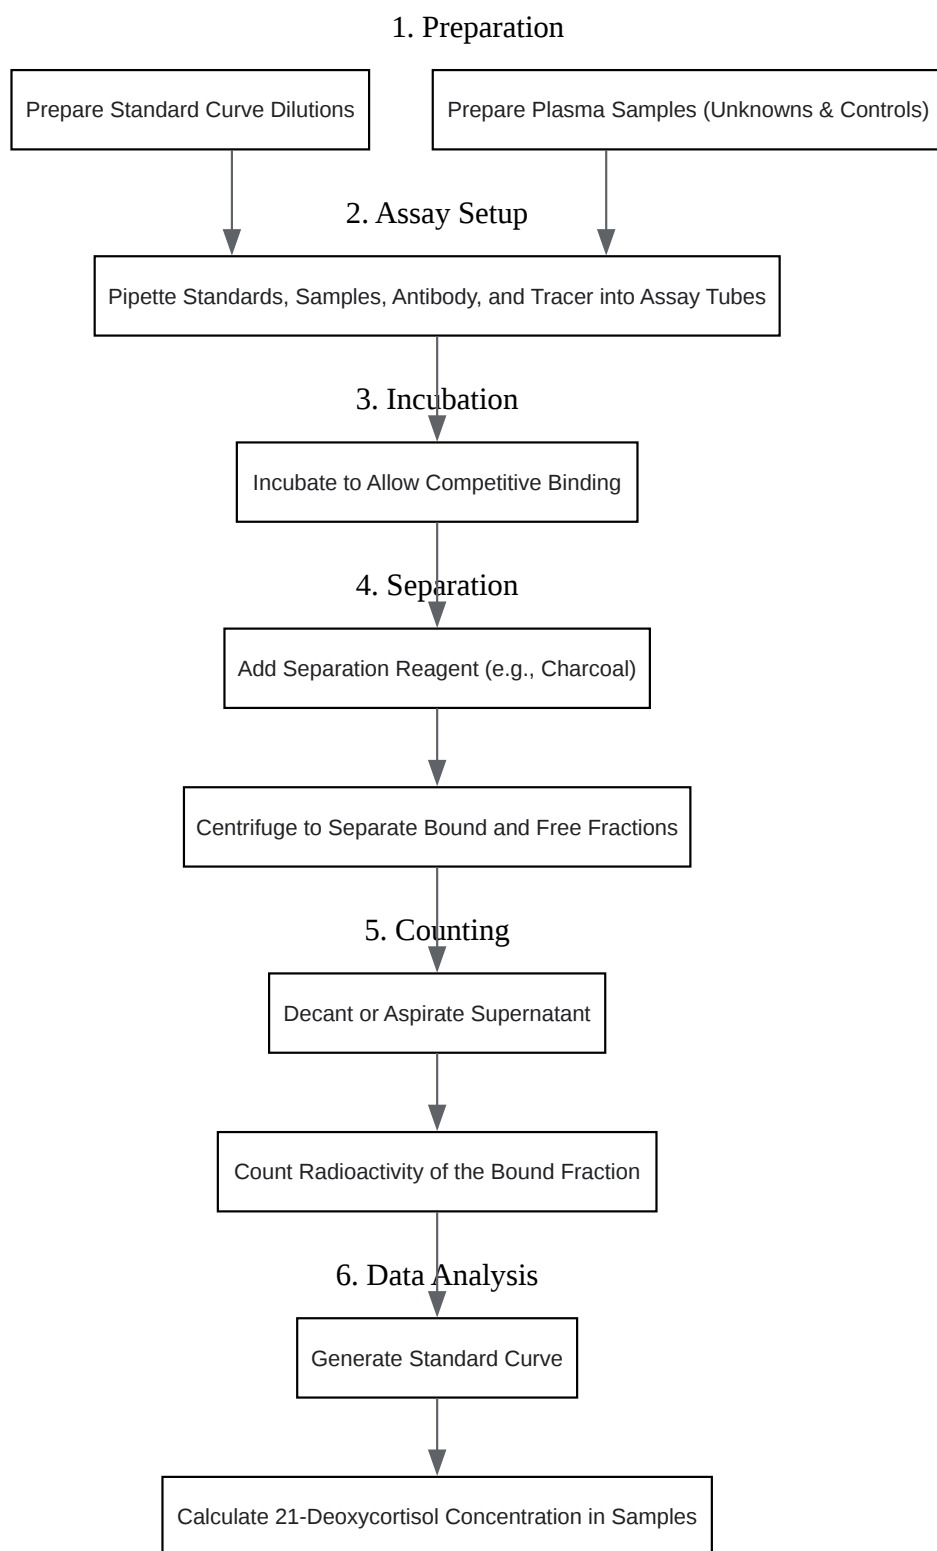 1. Preparation
Prepare Standard Curve Dilutions
Prepare Plasma Samples (Unknowns & Controls)
2. Assay Setup
Pipette Standards, Samples, Antibody, and Tracer into Assay Tubes
3. Incubation
Incubate to Allow Competitive Binding
4. Separation
Add Separation Reagent (e.g., Charcoal)
Centrifuge to Separate Bound and Free Fractions
5. Counting
Decant or Aspirate Supernatant
Count Radioactivity of the Bound Fraction
6. Data Analysis
Generate Standard Curve
Calculate 21-Deoxycortisol Concentration in Samples